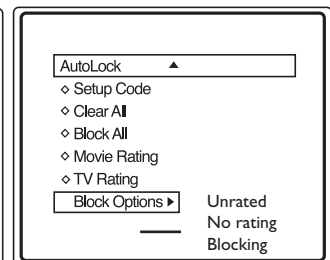 AutoLock ▲
◇ Setup Code
◇ Clear All
◇ Block All
◇ Movie Rating
◇ TV Rating
Block Options ▶ Unrated
No rating
Blocking